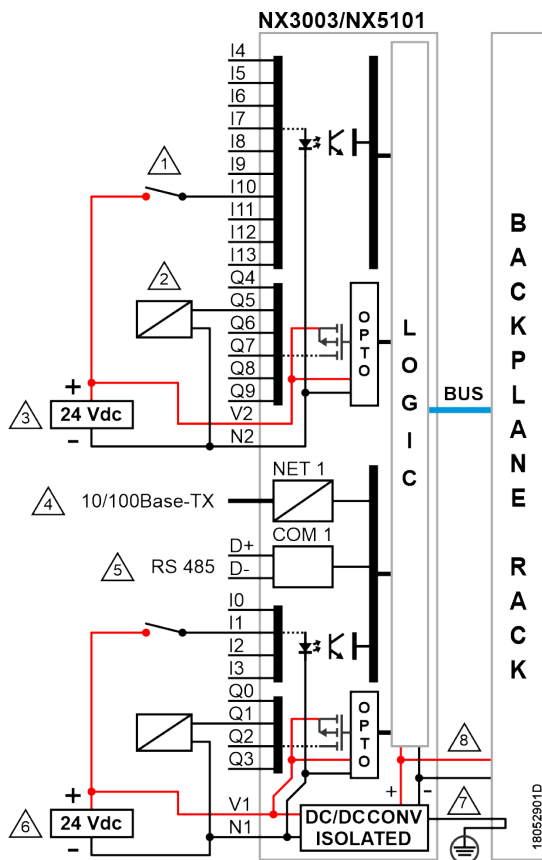 NX3003/NX5101
I4
I5
I6
I7
I8
I9
I10
I11
I12
I13
1
2
Q4
Q5
Q6
Q7
Q8
Q9
OPTO
LOGIC
BUS
BACKPLANE RACK
+
3
24 Vdc
-
V2
N2
NET 1
4
10/100Base-TX
COM 1
D+
D-
5
RS 485
I0
I1
I2
I3
Q0
Q1
Q2
Q3
OPTO
8
+
6
24 Vdc
-
V1
N1
+ -
7
DC/DC CONV
ISOLATED
18052901D